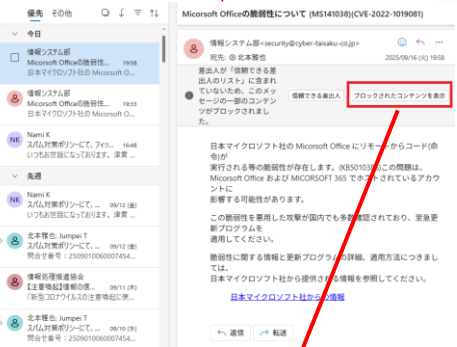 優先 その他
今日
情報システム部
Micorsoft Officeの脆弱性... 19:58
日本マイクロソフト社の Micorosoft O...
情報システム部
Micorsoft Officeの脆弱性... 19:53
日本マイクロソフト社の Micorosoft O...
NK
Nami K
スパム対策ポリシーにて、フィッ... 16:48
いつもお世話になっております。津賀 ...
先週
NK
Nami K
スパム対策ポリシーにて、... 09/12 (金)
いつもお世話になっております。津賀 ...
北本雅也; Jumpei T
スパム対策ポリシーにて、... 09/12 (金)
問合せ番号：2509010060007454...
情報処理推進協会
【注意喚起】情報の窃... 09/11 (木)
「新型コロナウイルスの注意喚起に便...
北本雅也; Jumpei T
スパム対策ポリシーにて、... 09/10 (水)
問合せ番号：2509010060007454...
Micorsoft Officeの脆弱性について (MS141038)(CVE-2022-1019081)
情報システム部<security@cyber-taisaku-co.jp>
宛先: 北本雅也
2025/09/16 (火) 19:58
差出人が「信頼できる差
出人のリスト」に含まれ
ていないため、このメッ
セージの一部のコンテン
ツがブロックされまし
た。
信頼できる差出人
ブロックされたコンテンツを表示
日本マイクロソフト社の Micorosoft Office にリモートからコード(命
令)が
実行される等の脆弱性が存在します。(KB501038)この問題は、
Micorosoft Office および MICORSOFT 365 でホストされているアカウ
ントに
影響する可能性があります。
この脆弱性を悪用した攻撃が国内でも多数確認されており、至急更
新プログラムを
適用してください。
脆弱性に関する情報と更新プログラムの詳細、適用方法につきまし
ては、
日本マイクロソフト社から提供される情報を参照してください。
日本マイクロソフト社からの情報
返信
転送